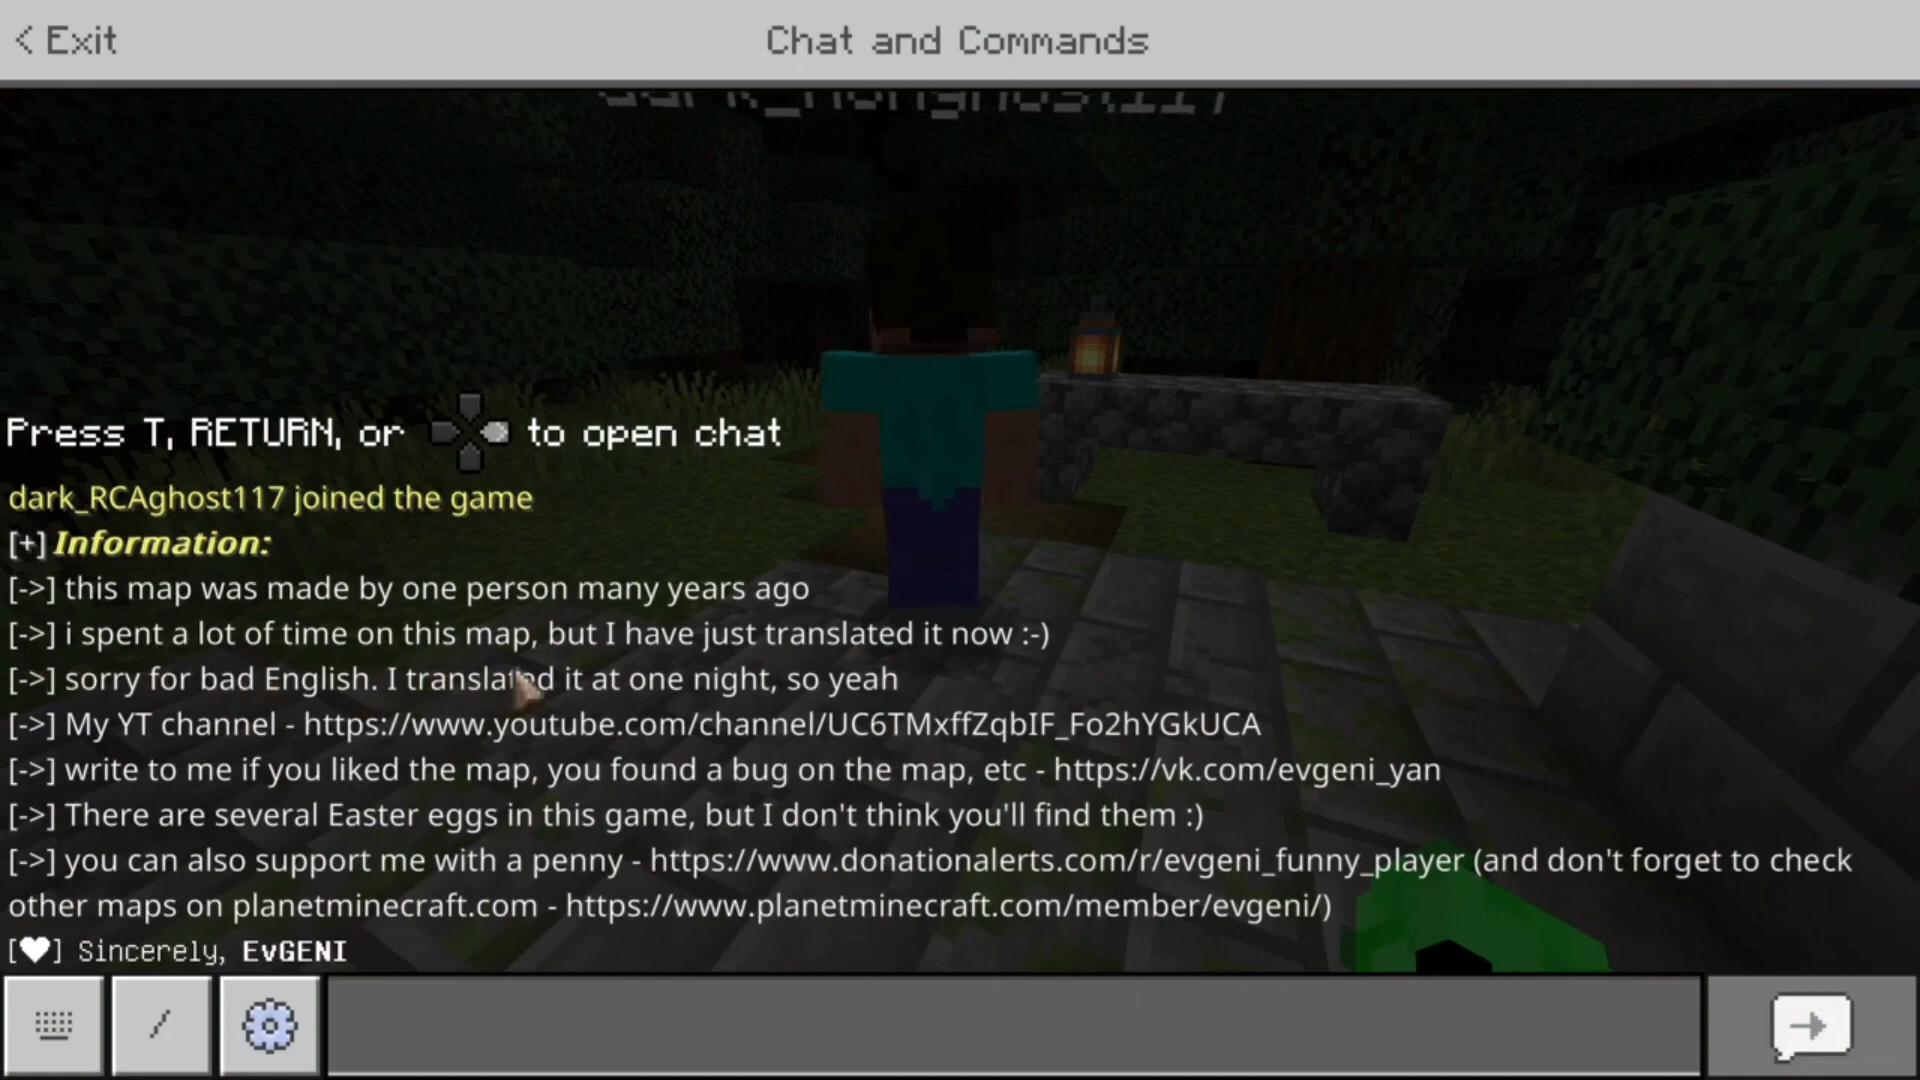 < Exit
Chat and Commands
Press T, RETURN, or to open chat
dark_RCAghost117 joined the game
[+] Information:
[->] this map was made by one person many years ago
[->] i spent a lot of time on this map, but I have just translated it now :-)
[->] sorry for bad English. I translated it at one night, so yeah
[->] My YT channel - https://www.youtube.com/channel/UC6TMxffZqbIF_Fo2hYGkUCA
[->] write to me if you liked the map, you found a bug on the map, etc - https://vk.com/evgeni_yan
[->] There are several Easter eggs in this game, but I don't think you'll find them :)
[->] you can also support me with a penny - https://www.donationalerts.com/r/evgeni_funny_player (and don't forget to check
other maps on planetminecraft.com - https://www.planetminecraft.com/member/evgeni/)
[♥] Sincerely, EvGENI
/